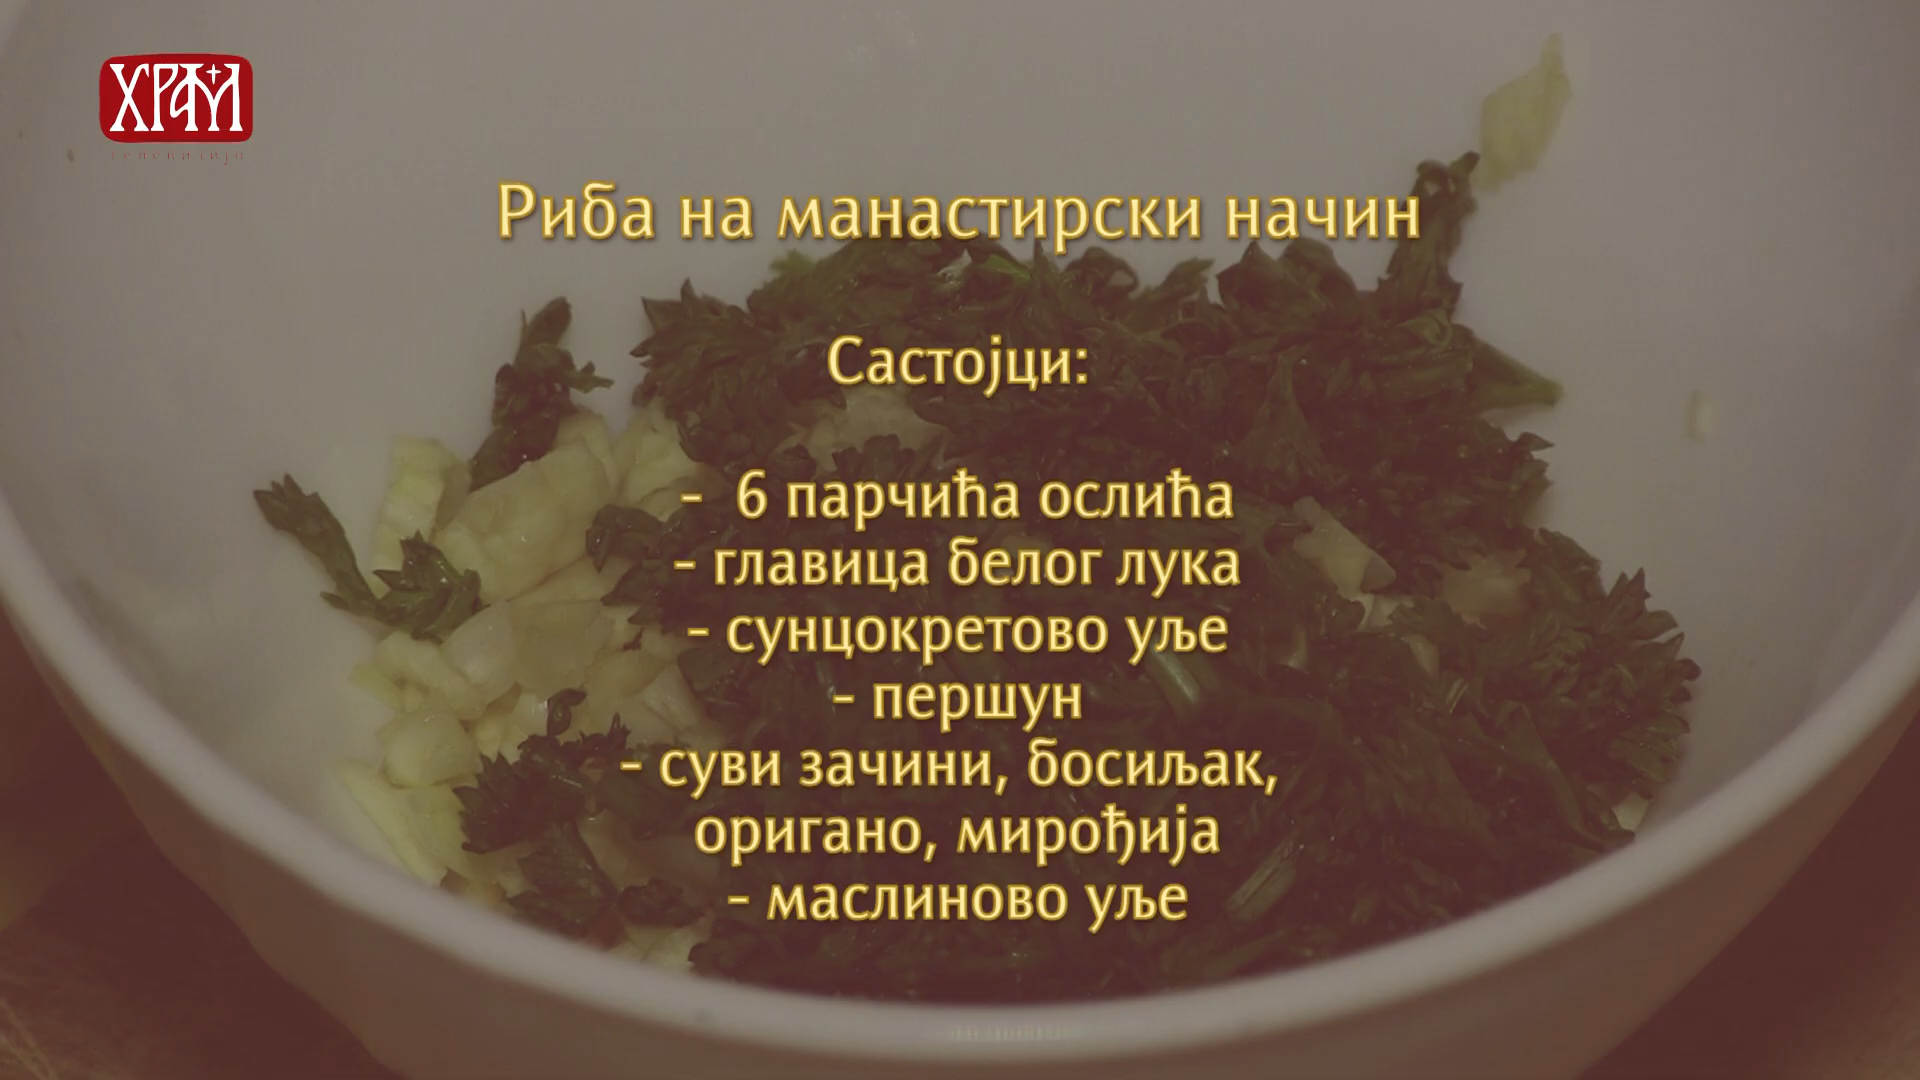 ХРАМ
телевизија
Риба на манастирски начин
Састојци:
- 6 парчића ослића
- главица белог лука
- сунцокретово уље
- першун
- суви зачини, босиљак,
оригано, мирођија
- маслиново уље